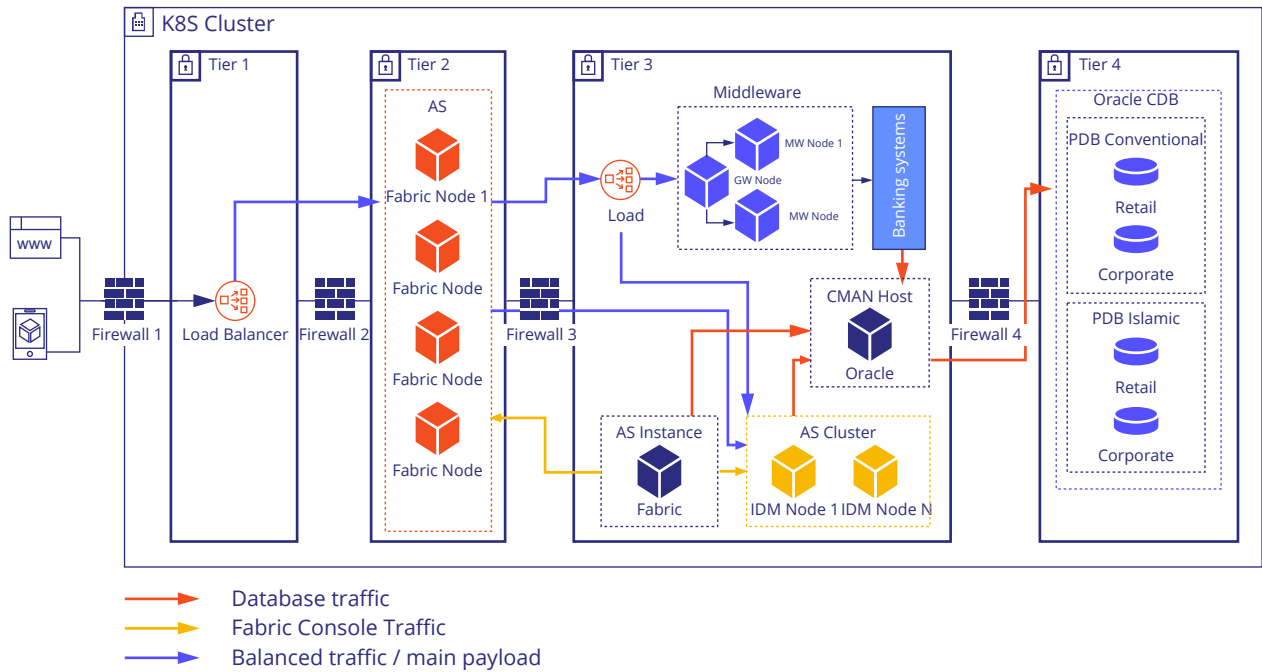 K8S Cluster
Tier 1
Tier 2
Tier 3
Tier 4
Middleware
AS
Oracle CDB
PDB Conventional
MW Node 1
GW Node
MW Node
Banking systems
Fabric Node 1
Load
Retail
WWW
Fabric Node
Corporate
CMAN Host
PDB Islamic
Firewall 1
Load Balancer
Firewall 2
Firewall 3
Firewall 4
Fabric Node
Oracle
Retail
AS Instance
AS Cluster
Corporate
Fabric Node
Fabric
IDM Node 1
IDM Node N
Database traffic
Fabric Console Traffic
Balanced traffic / main payload